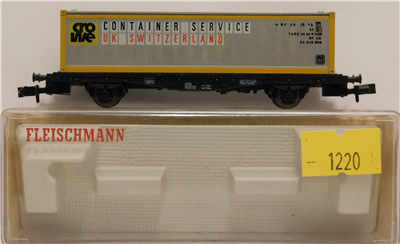 CROWE
CONTAINER SERVICE
UK SWITZERLAND
FLEISCHMANN
- 1220